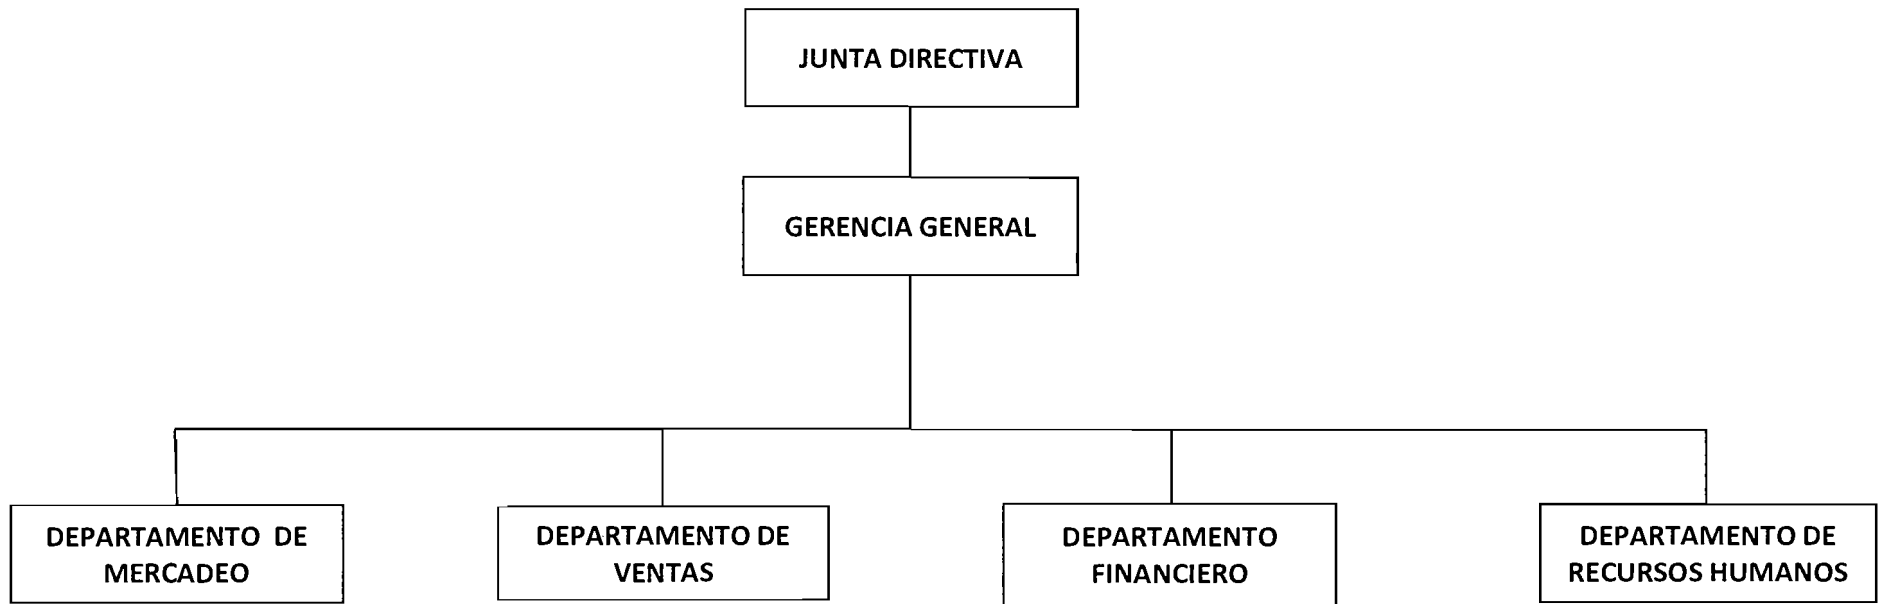 JUNTA DIRECTIVA
GERENCIA GENERAL
DEPARTAMENTO DE
MERCADEO
DEPARTAMENTO DE
VENTAS
DEPARTAMENTO
FINANCIERO
DEPARTAMENTO DE
RECURSOS HUMANOS